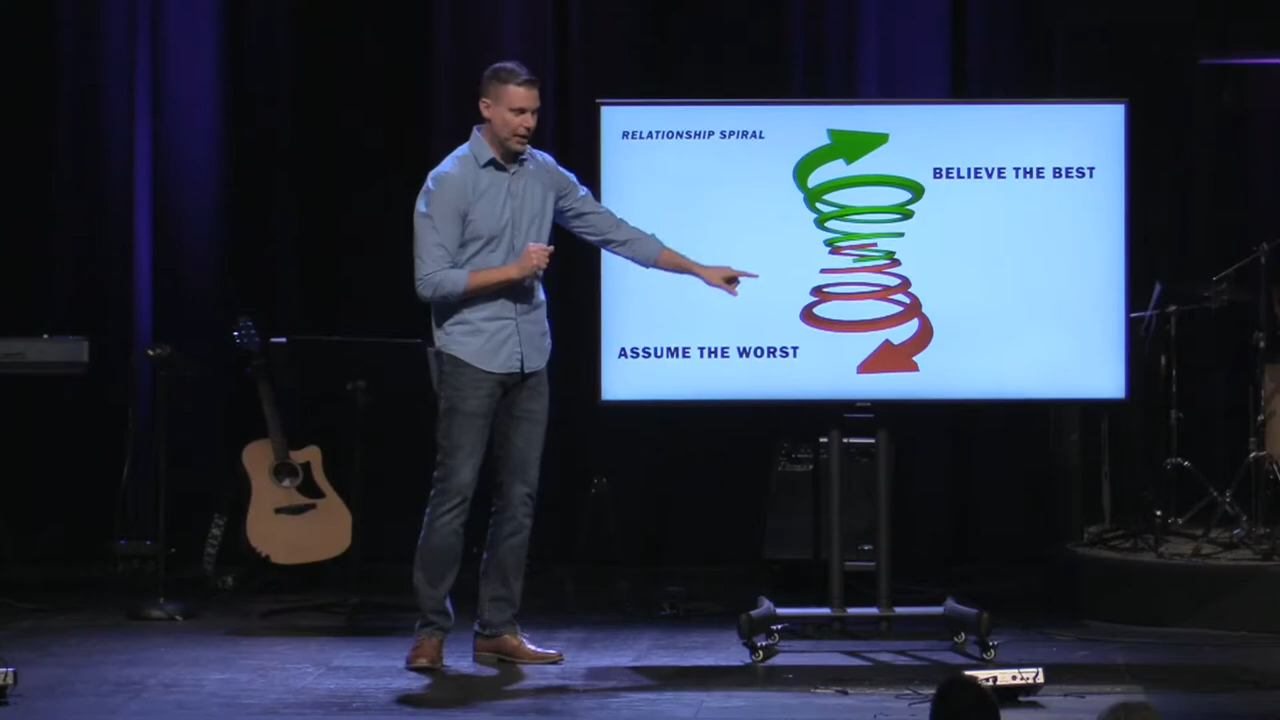 RELATIONSHIP SPIRAL
BELIEVE THE BEST
ASSUME THE WORST